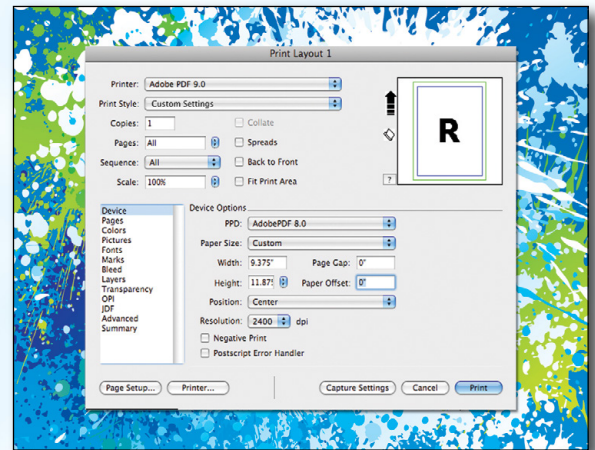 Print Layout 1
Printer: Adobe PDF 9.0
Print Style: Custom Settings
Copies: 1 Collate
Pages: All Spreads
Sequence: All Back to Front
Scale: 100% Fit Print Area
R
?
Device
Pages
Colors
Pictures
Fonts
Marks
Bleed
Layers
Transparency
OPI
JDF
Advanced
Summary
Device Options
PPD: AdobePDF 8.0
Paper Size: Custom
Width: 9.375" Page Gap: 0"
Height: 11.875 Paper Offset: 0"
Position: Center
Resolution: 2400 dpi
Negative Print
Postscript Error Handler
Page Setup... Printer... Capture Settings Cancel Print